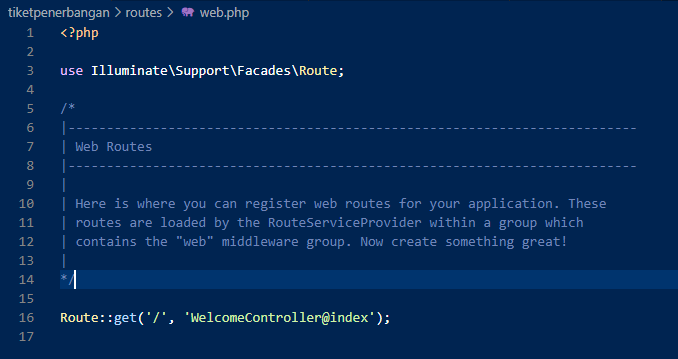 tiketpenerbangan > routes > web.php
1 <?php
2
3 use Illuminate\Support\Facades\Route;
4
5 /*
6 |--------------------------------------------------------------------------
7 | Web Routes
8 |--------------------------------------------------------------------------
9 |
10 | Here is where you can register web routes for your application. These
11 | routes are loaded by the RouteServiceProvider within a group which
12 | contains the "web" middleware group. Now create something great!
13 |
14 */
15
16 Route::get('/', 'WelcomeController@index');
17